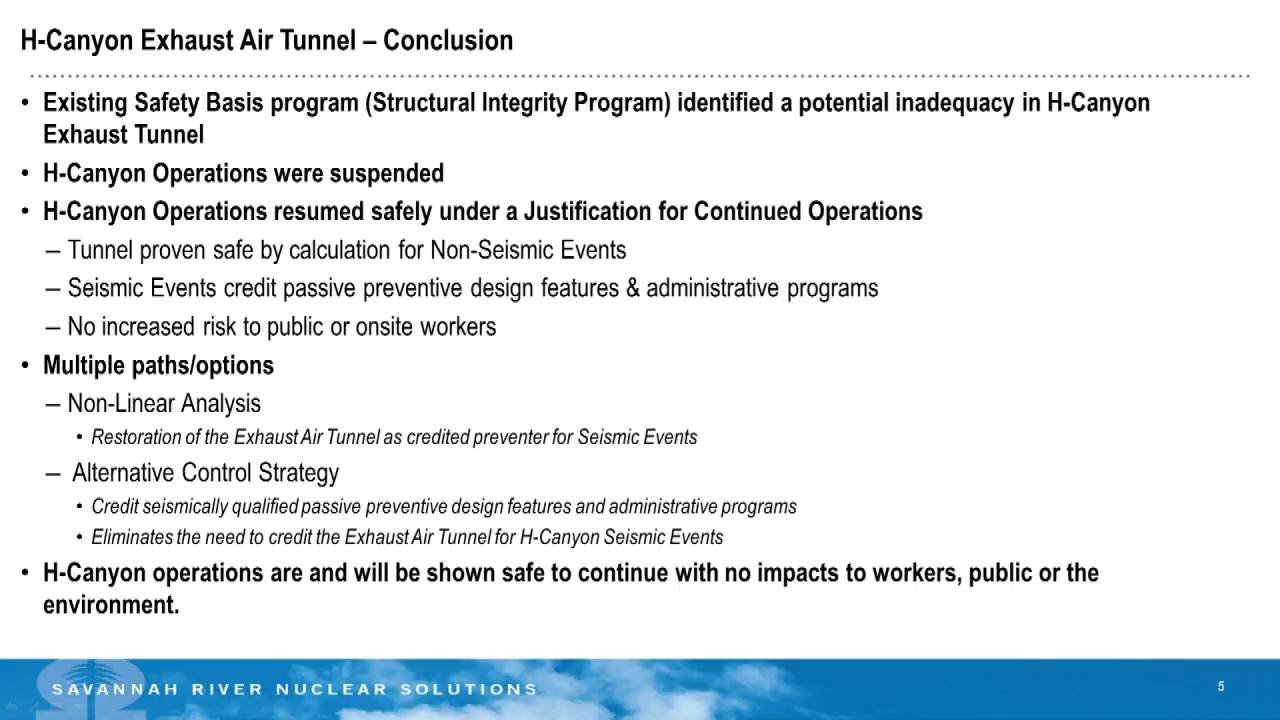 H-Canyon Exhaust Air Tunnel – Conclusion
• Existing Safety Basis program (Structural Integrity Program) identified a potential inadequacy in H-Canyon
Exhaust Tunnel
• H-Canyon Operations were suspended
• H-Canyon Operations resumed safely under a Justification for Continued Operations
– Tunnel proven safe by calculation for Non-Seismic Events
– Seismic Events credit passive preventive design features & administrative programs
– No increased risk to public or onsite workers
• Multiple paths/options
– Non-Linear Analysis
• Restoration of the Exhaust Air Tunnel as credited preventer for Seismic Events
– Alternative Control Strategy
• Credit seismically qualified passive preventive design features and administrative programs
• Eliminates the need to credit the Exhaust Air Tunnel for H-Canyon Seismic Events
• H-Canyon operations are and will be shown safe to continue with no impacts to workers, public or the
environment.
SAVANNAH RIVER NUCLEAR SOLUTIONS
5